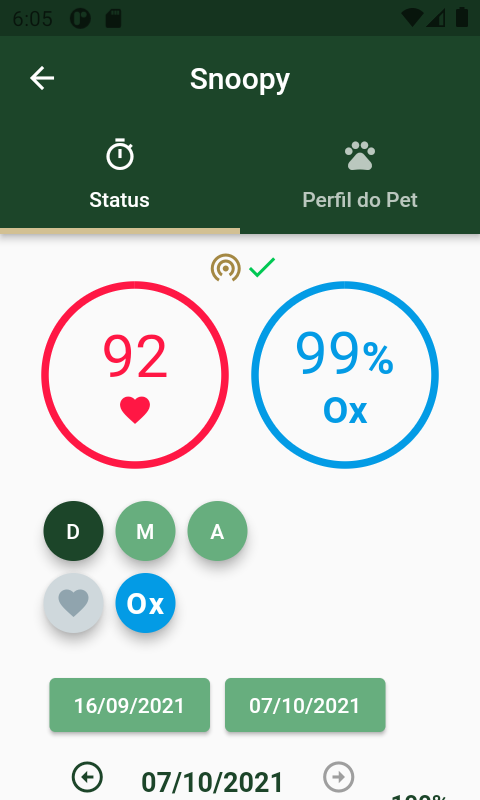 6:05
Snoopy
Status
Perfil do Pet
92
99%
Ox
D M A
Ox
16/09/2021 07/10/2021
07/10/2021